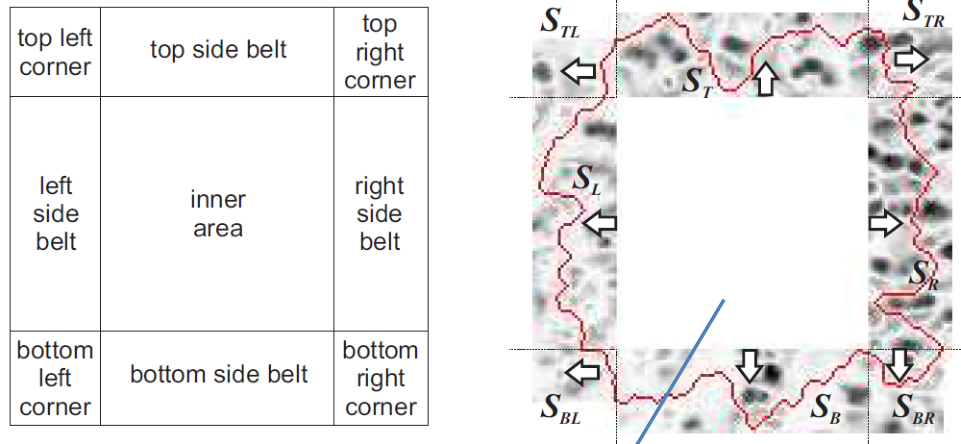 top left
corner
top side belt
top
right
corner
left
side
belt
inner
area
right
side
belt
bottom
left
corner
bottom side belt
bottom
right
corner
S_TL
S_TR
S_T
S_L
S_R
S_BL
S_B
S_BR